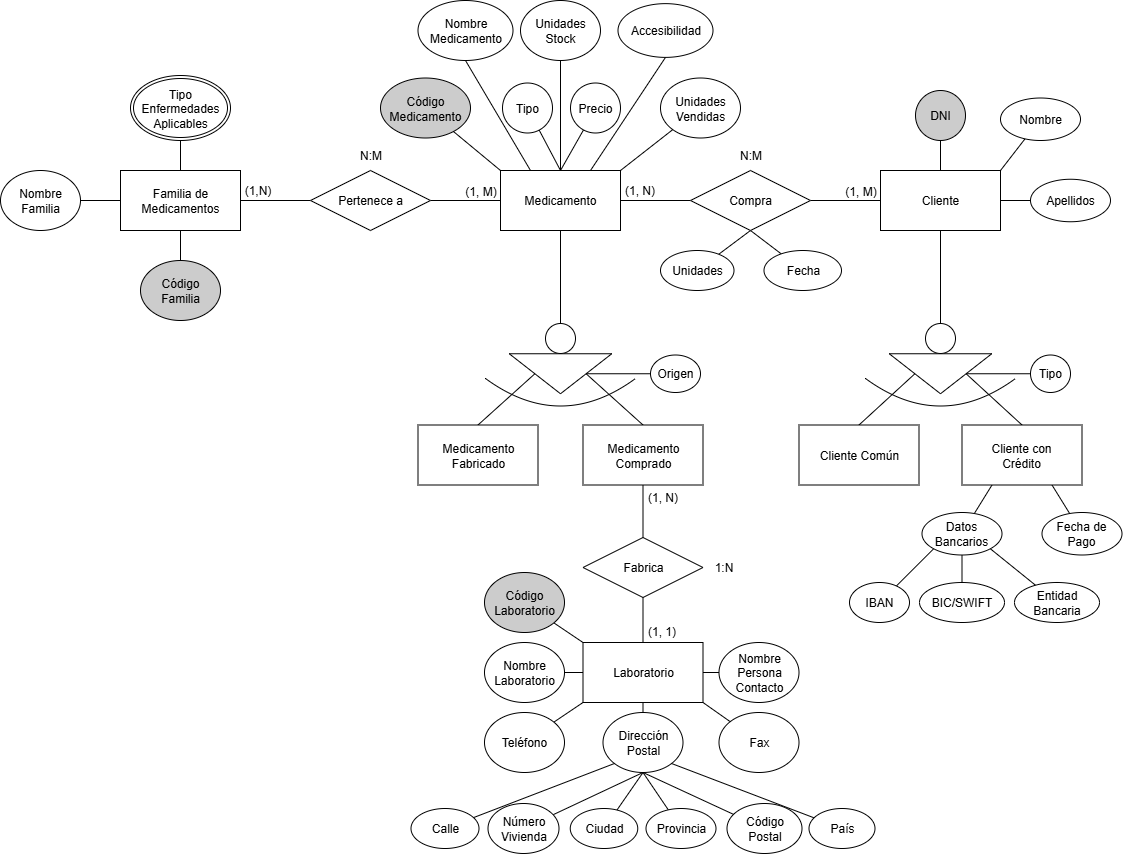 Nombre
Medicamento
Unidades
Stock
Accesibilidad
Tipo
Enfermedades
Aplicables
Código
Medicamento
Tipo
Precio
Unidades
Vendidas
DNI
Nombre
N:M
N:M
Nombre
Familia
Familia de
Medicamentos
(1,N)
Pertenece a
(1, M)
Medicamento
(1, N)
Compra
(1, M)
Cliente
Apellidos
Código
Familia
Unidades
Fecha
Origen
Tipo
Medicamento
Fabricado
Medicamento
Comprado
Cliente Común
Cliente con
Crédito
(1, N)
Datos
Bancarios
Fecha de
Pago
Fabrica
1:N
IBAN
BIC/SWIFT
Entidad
Bancaria
Código
Laboratorio
(1, 1)
Nombre
Laboratorio
Laboratorio
Nombre
Persona
Contacto
Teléfono
Dirección
Postal
Fax
Calle
Número
Vivienda
Ciudad
Provincia
Código
Postal
País